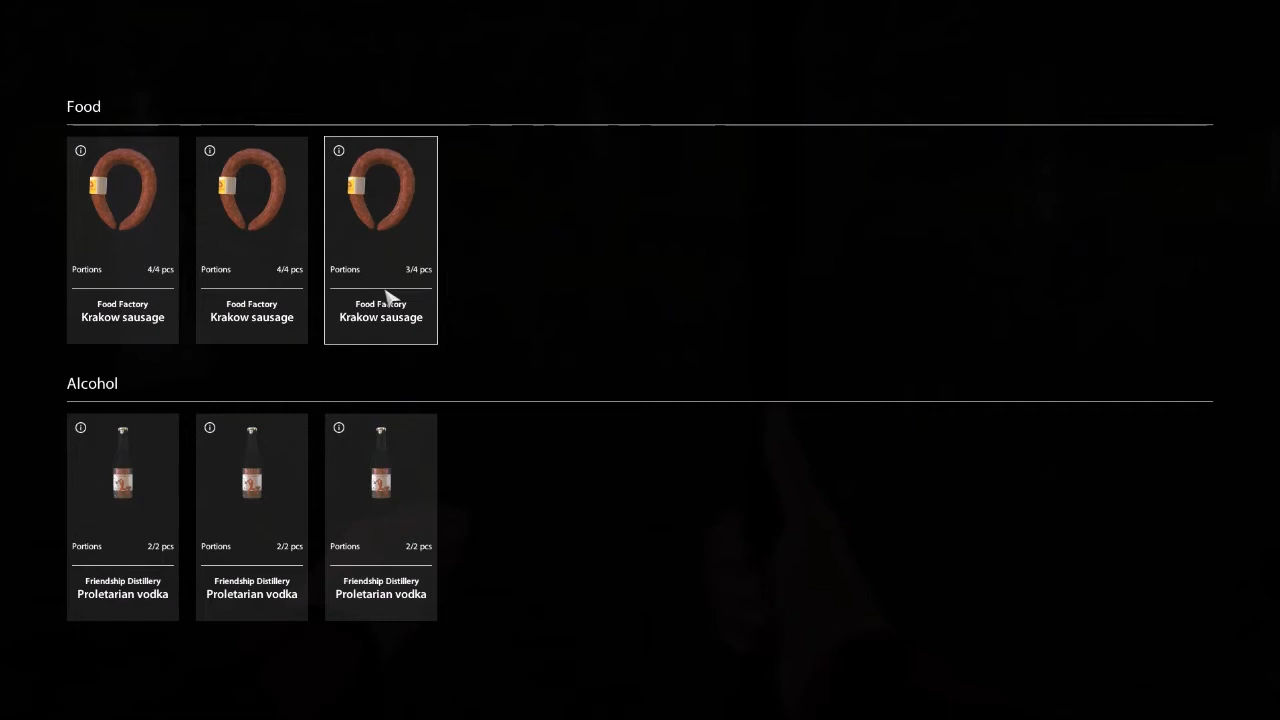 Food
Portions 4/4 pcs
Food Factory
Krakow sausage
Portions 4/4 pcs
Food Factory
Krakow sausage
Portions 3/4 pcs
Food Factory
Krakow sausage
Alcohol
Portions 2/2 pcs
Friendship Distillery
Proletarian vodka
Portions 2/2 pcs
Friendship Distillery
Proletarian vodka
Portions 2/2 pcs
Friendship Distillery
Proletarian vodka